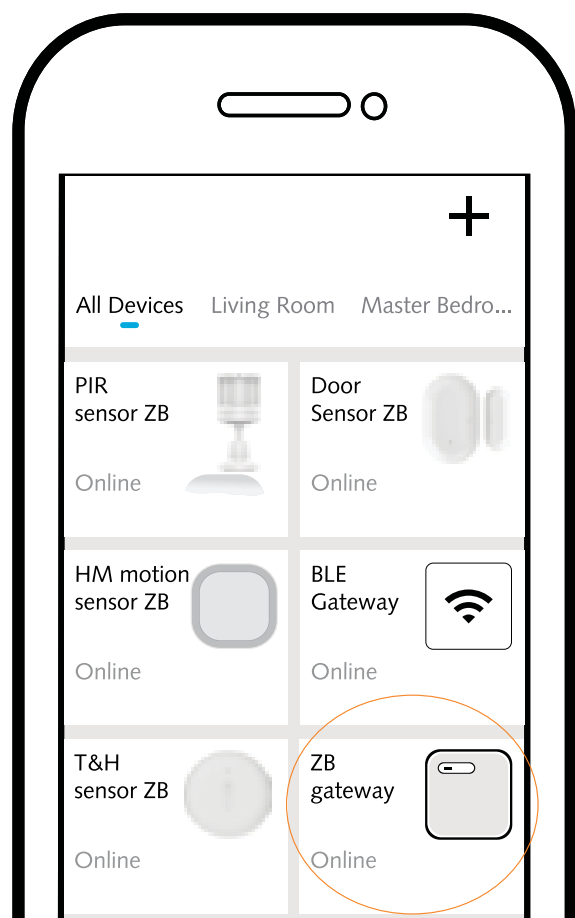 All Devices Living Room Master Bedro...
PIR
sensor ZB
Online
Door
Sensor ZB
Online
HM motion
sensor ZB
Online
BLE
Gateway
Online
T&H
sensor ZB
Online
ZB
gateway
Online